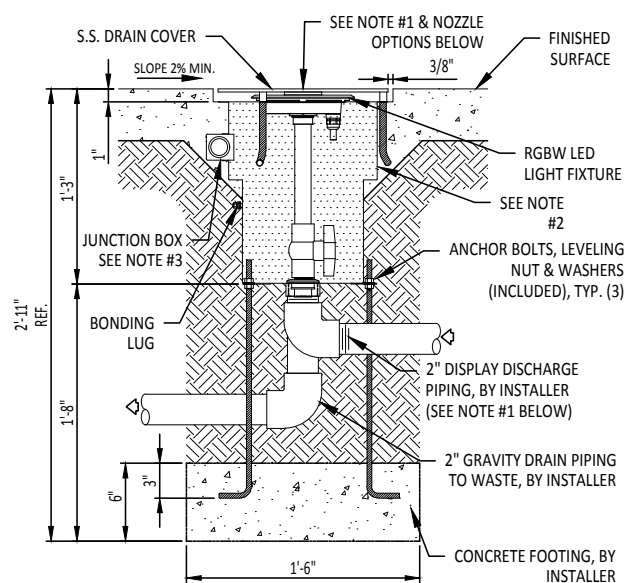 SEE NOTE #1 & NOZZLE
OPTIONS BELOW
S.S. DRAIN COVER
FINISHED
SURFACE
SLOPE 2% MIN.
3/8"
1"
RGBW LED
LIGHT FIXTURE
1'-3"
SEE NOTE
#2
JUNCTION BOX
SEE NOTE #3
ANCHOR BOLTS, LEVELING
NUT & WASHERS
(INCLUDED), TYP. (3)
2'-11"
REF.
BONDING
LUG
2" DISPLAY DISCHARGE
PIPING, BY INSTALLER
(SEE NOTE #1 BELOW)
1'-8"
2" GRAVITY DRAIN PIPING
TO WASTE, BY INSTALLER
6"
3"
CONCRETE FOOTING, BY
INSTALLER
1'-6"